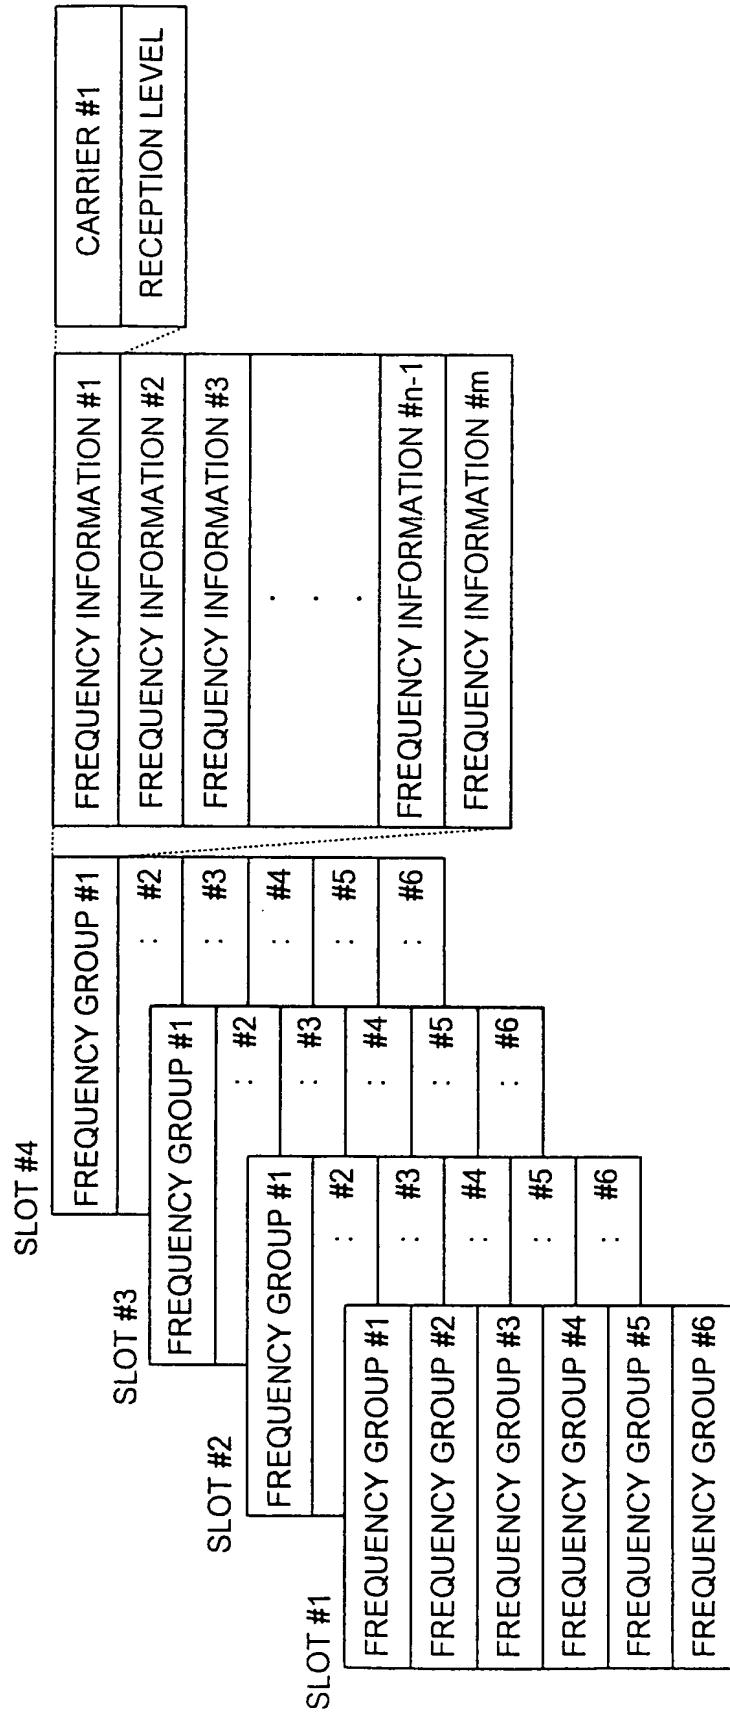 SLOT #1
FREQUENCY GROUP #1
FREQUENCY GROUP #2
FREQUENCY GROUP #3
FREQUENCY GROUP #4
FREQUENCY GROUP #5
FREQUENCY GROUP #6
SLOT #2
FREQUENCY GROUP #1
: #2
: #3
: #4
: #5
: #6
SLOT #3
FREQUENCY GROUP #1
: #2
: #3
: #4
: #5
: #6
SLOT #4
FREQUENCY GROUP #1
: #2
: #3
: #4
: #5
: #6
FREQUENCY INFORMATION #1
FREQUENCY INFORMATION #2
FREQUENCY INFORMATION #3
.
.
.
FREQUENCY INFORMATION #n-1
FREQUENCY INFORMATION #m
CARRIER #1
RECEPTION LEVEL